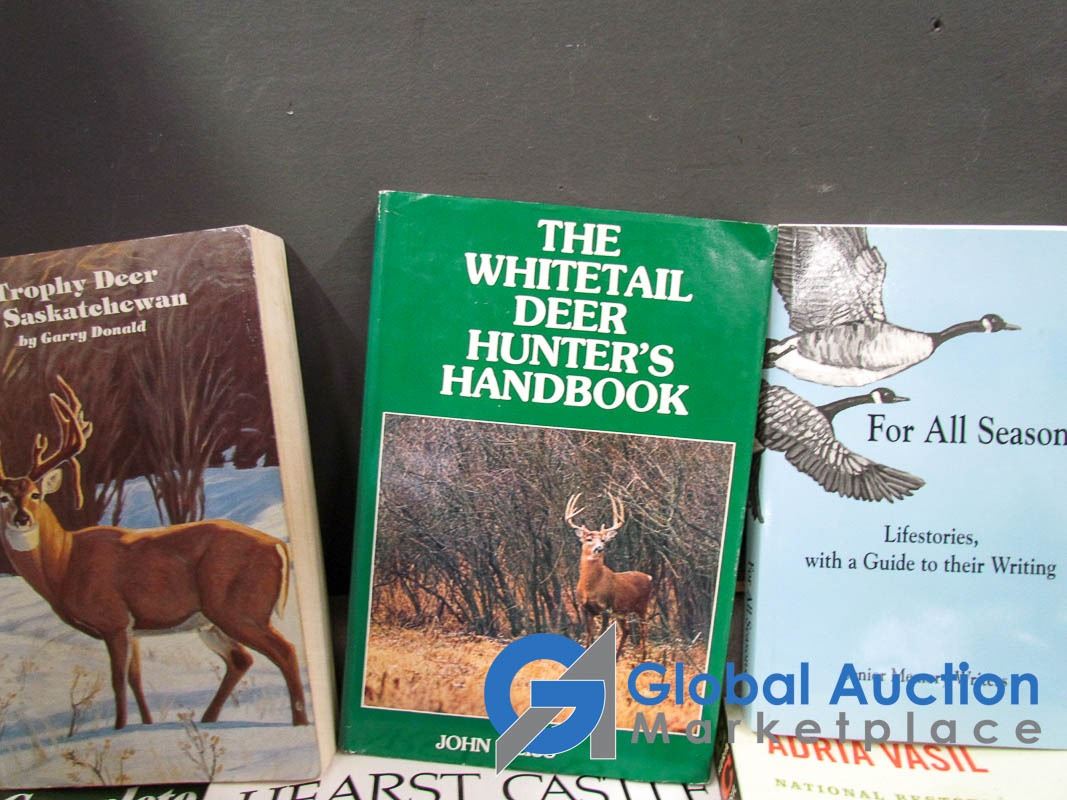 Trophy Deer
Saskatchewan
by Garry Donald
THE
WHITETAIL
DEER
HUNTER'S
HANDBOOK
JOHN
For All Season
Lifestories,
with a Guide to their Writing
Global Auction
Marketplace
ADRIA VASIL
NATIONAL
HEARST CASTLE